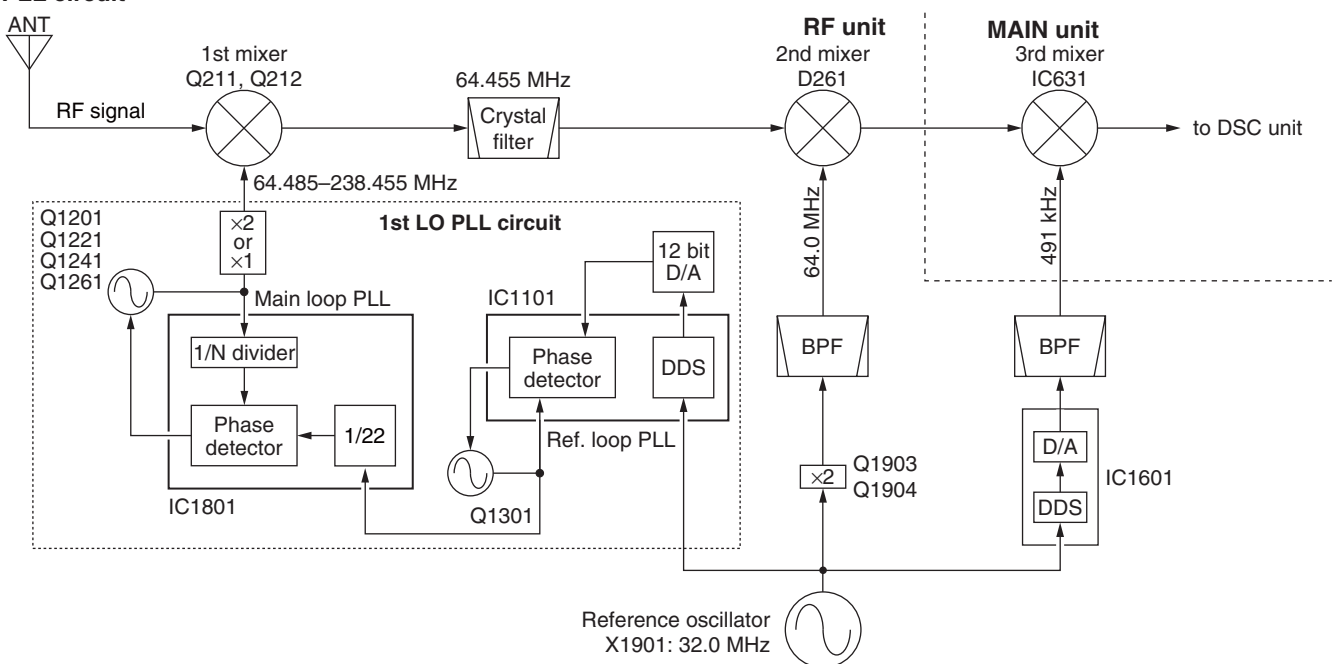 ANT
RF signal
1st mixer
Q211, Q212
64.455 MHz
Crystal
filter
RF unit
2nd mixer
D261
MAIN unit
3rd mixer
IC631
to DSC unit
64.485–238.455 MHz
64.0 MHz
491 kHz
1st LO PLL circuit
Q1201
Q1221
Q1241
Q1261
×2
or
×1
Main loop PLL
1/N divider
Phase
detector
1/22
IC1801
IC1101
12 bit
D/A
Phase
detector
DDS
Ref. loop PLL
Q1301
BPF
×2
Q1903
Q1904
BPF
D/A
DDS
IC1601
Reference oscillator
X1901: 32.0 MHz